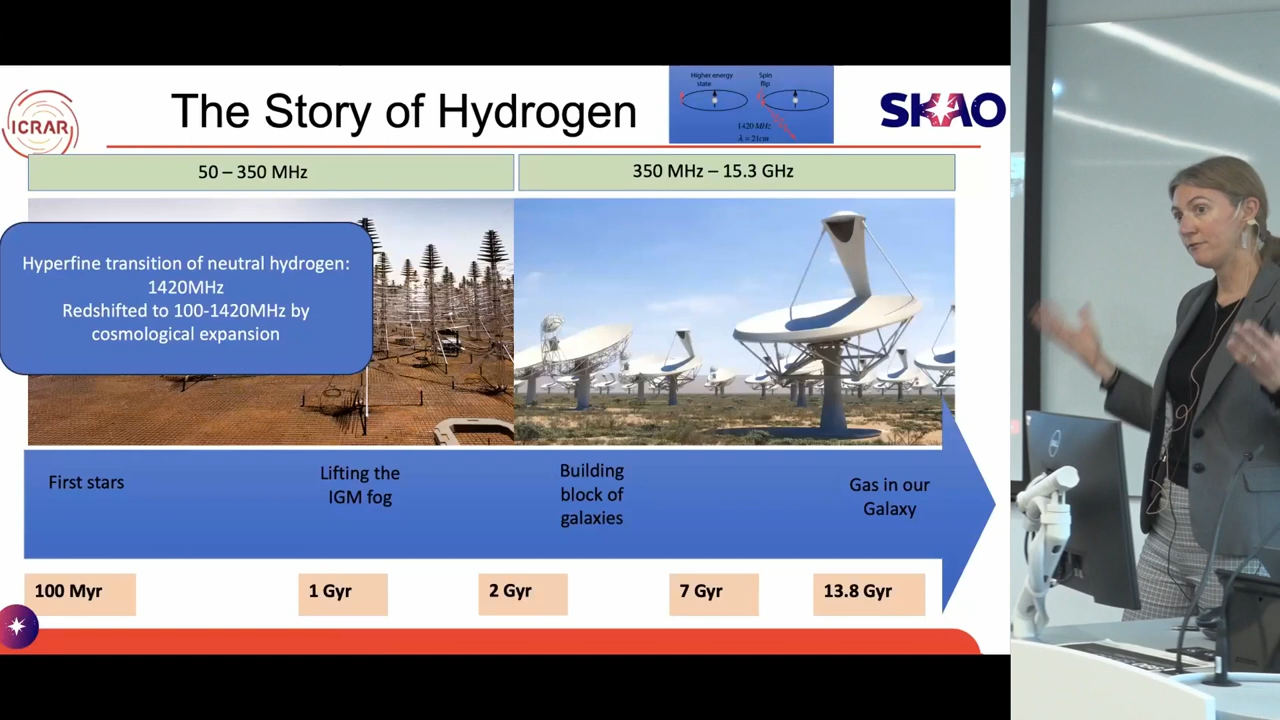 ICRAR
The Story of Hydrogen
Higher energy
state
Spin
flip
1420 MHz
λ = 21cm
SKAO
50 – 350 MHz
350 MHz – 15.3 GHz
Hyperfine transition of neutral hydrogen:
1420MHz
Redshifted to 100-1420MHz by
cosmological expansion
First stars
Lifting the
IGM fog
Building
block of
galaxies
Gas in our
Galaxy
100 Myr
1 Gyr
2 Gyr
7 Gyr
13.8 Gyr
DELL